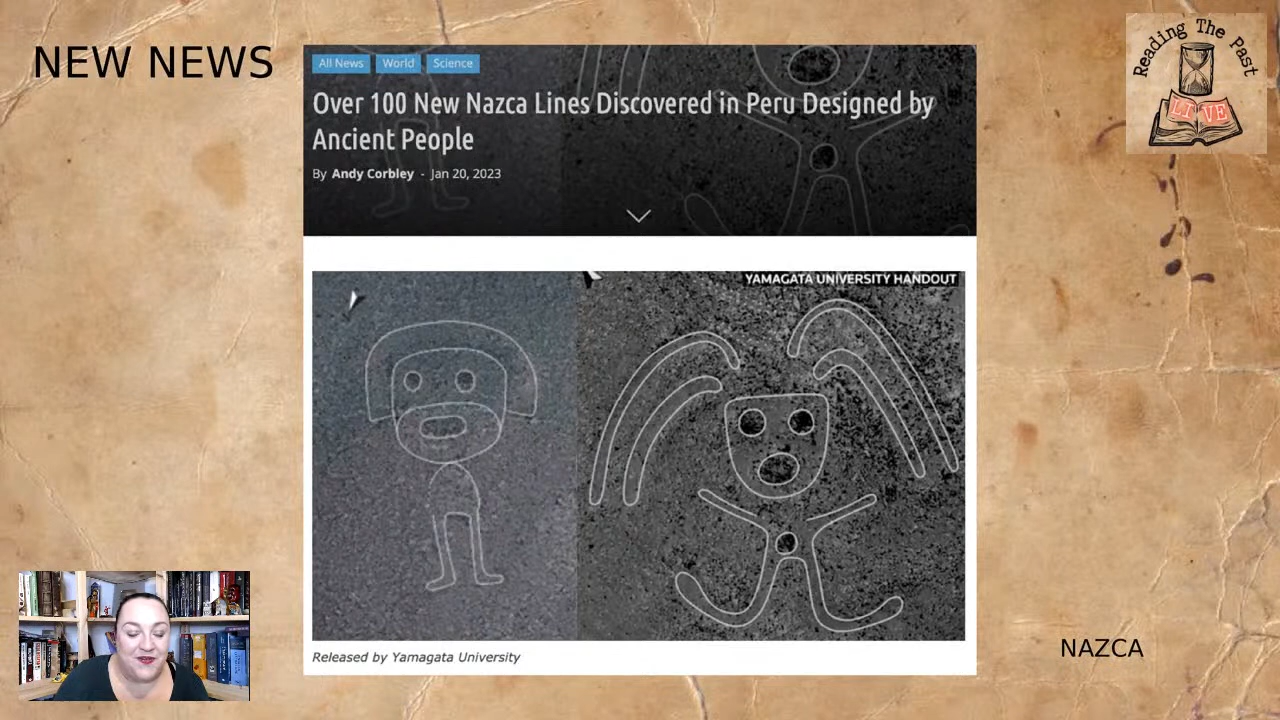 NEW NEWS
Reading The Past
LIVE
All News World Science
Over 100 New Nazca Lines Discovered in Peru Designed by
Ancient People
By Andy Corbley - Jan 20, 2023
YAMAGATA UNIVERSITY HANDOUT
Released by Yamagata University
NAZCA